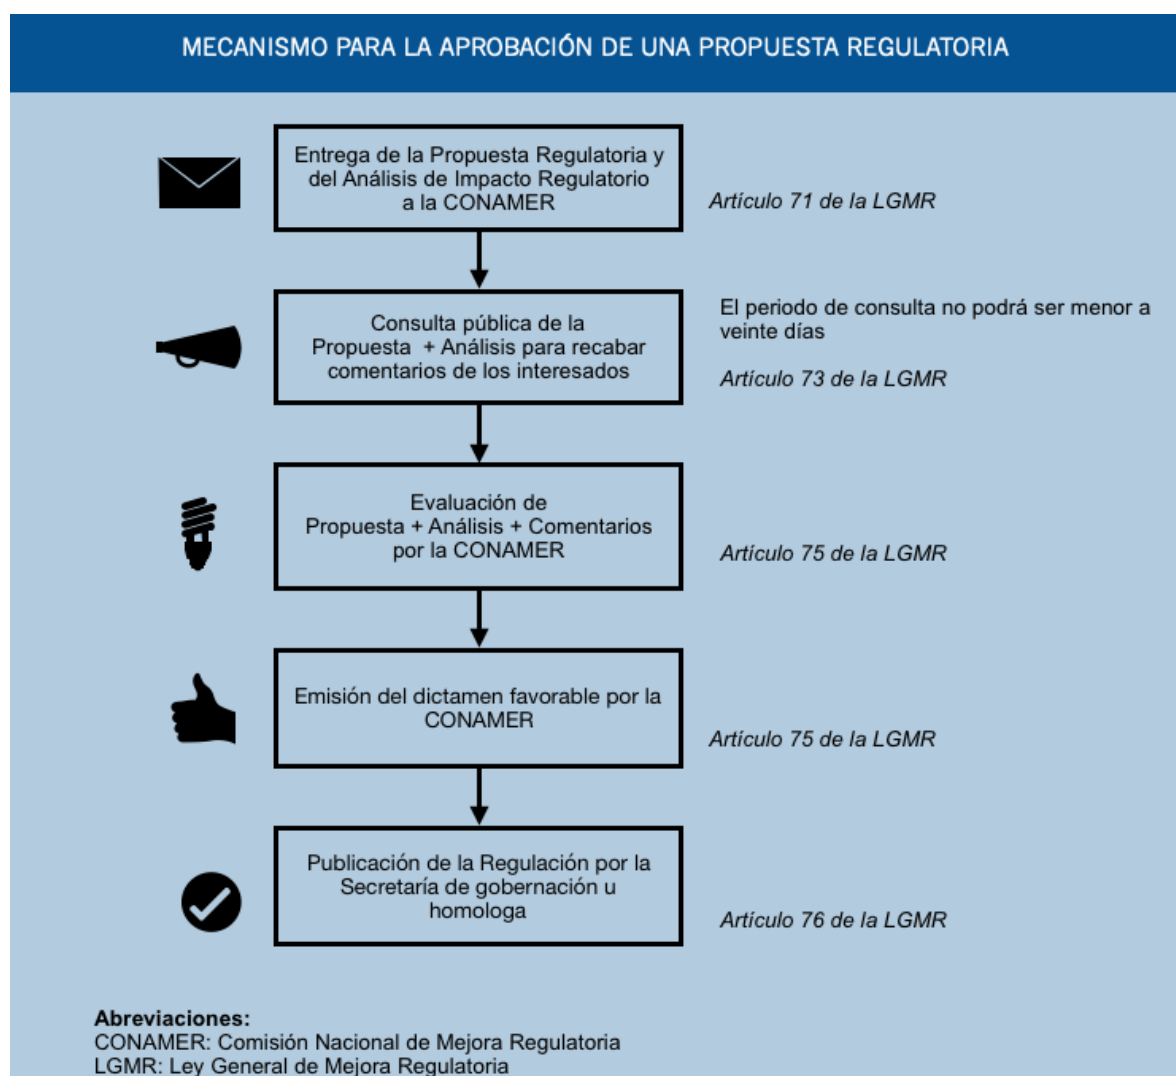 MECANISMO PARA LA APROBACIÓN DE UNA PROPUESTA REGULATORIA
Entrega de la Propuesta Regulatoria y
del Análisis de Impacto Regulatorio
a la CONAMER
Artículo 71 de la LGMR
Consulta pública de la
Propuesta + Análisis para recabar
comentarios de los interesados
El periodo de consulta no podrá ser menor a
veinte días
Artículo 73 de la LGMR
Evaluación de
Propuesta + Análisis + Comentarios
por la CONAMER
Artículo 75 de la LGMR
Emisión del dictamen favorable por la
CONAMER
Artículo 75 de la LGMR
Publicación de la Regulación por la
Secretaría de gobernación u
homologa
Artículo 76 de la LGMR
Abreviaciones:
CONAMER: Comisión Nacional de Mejora Regulatoria
LGMR: Ley General de Mejora Regulatoria